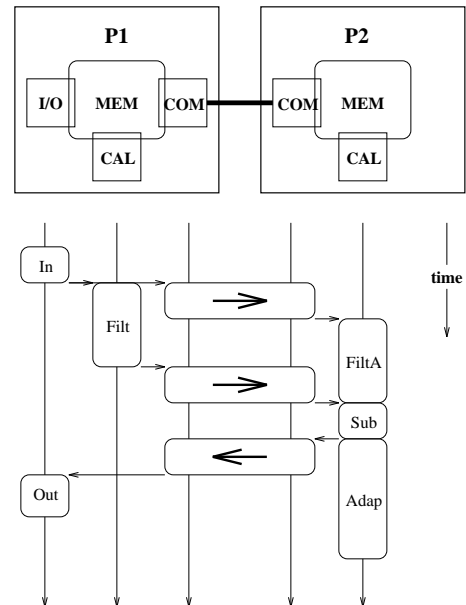 P1 P2
I/O MEM COM COM MEM
CAL CAL
In
time
Filt
FiltA
Sub
Out Adap